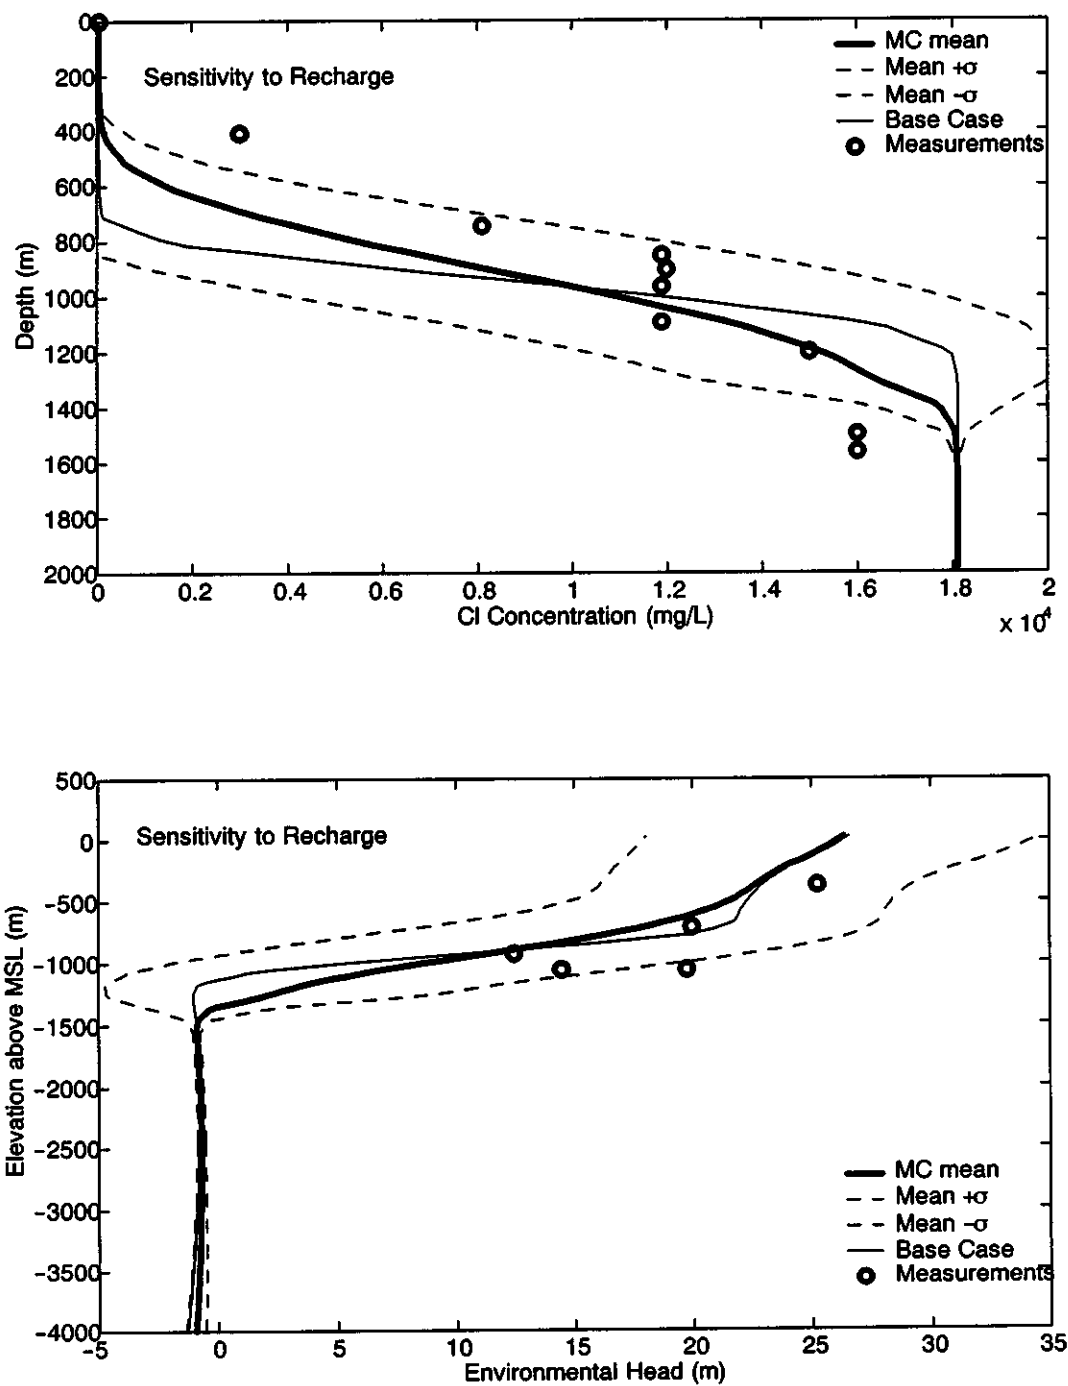 0
200
400
600
800
1000
1200
1400
1600
1800
2000
Depth (m)
Sensitivity to Recharge
MC mean
Mean +σ
Mean −σ
Base Case
Measurements
0 0.2 0.4 0.6 0.8 1 1.2 1.4 1.6 1.8 2
Cl Concentration (mg/L)
x 10^4
500
0
−500
−1000
−1500
−2000
−2500
−3000
−3500
−4000
Elevation above MSL (m)
Sensitivity to Recharge
MC mean
Mean +σ
Mean −σ
Base Case
Measurements
−5 0 5 10 15 20 25 30 35
Environmental Head (m)